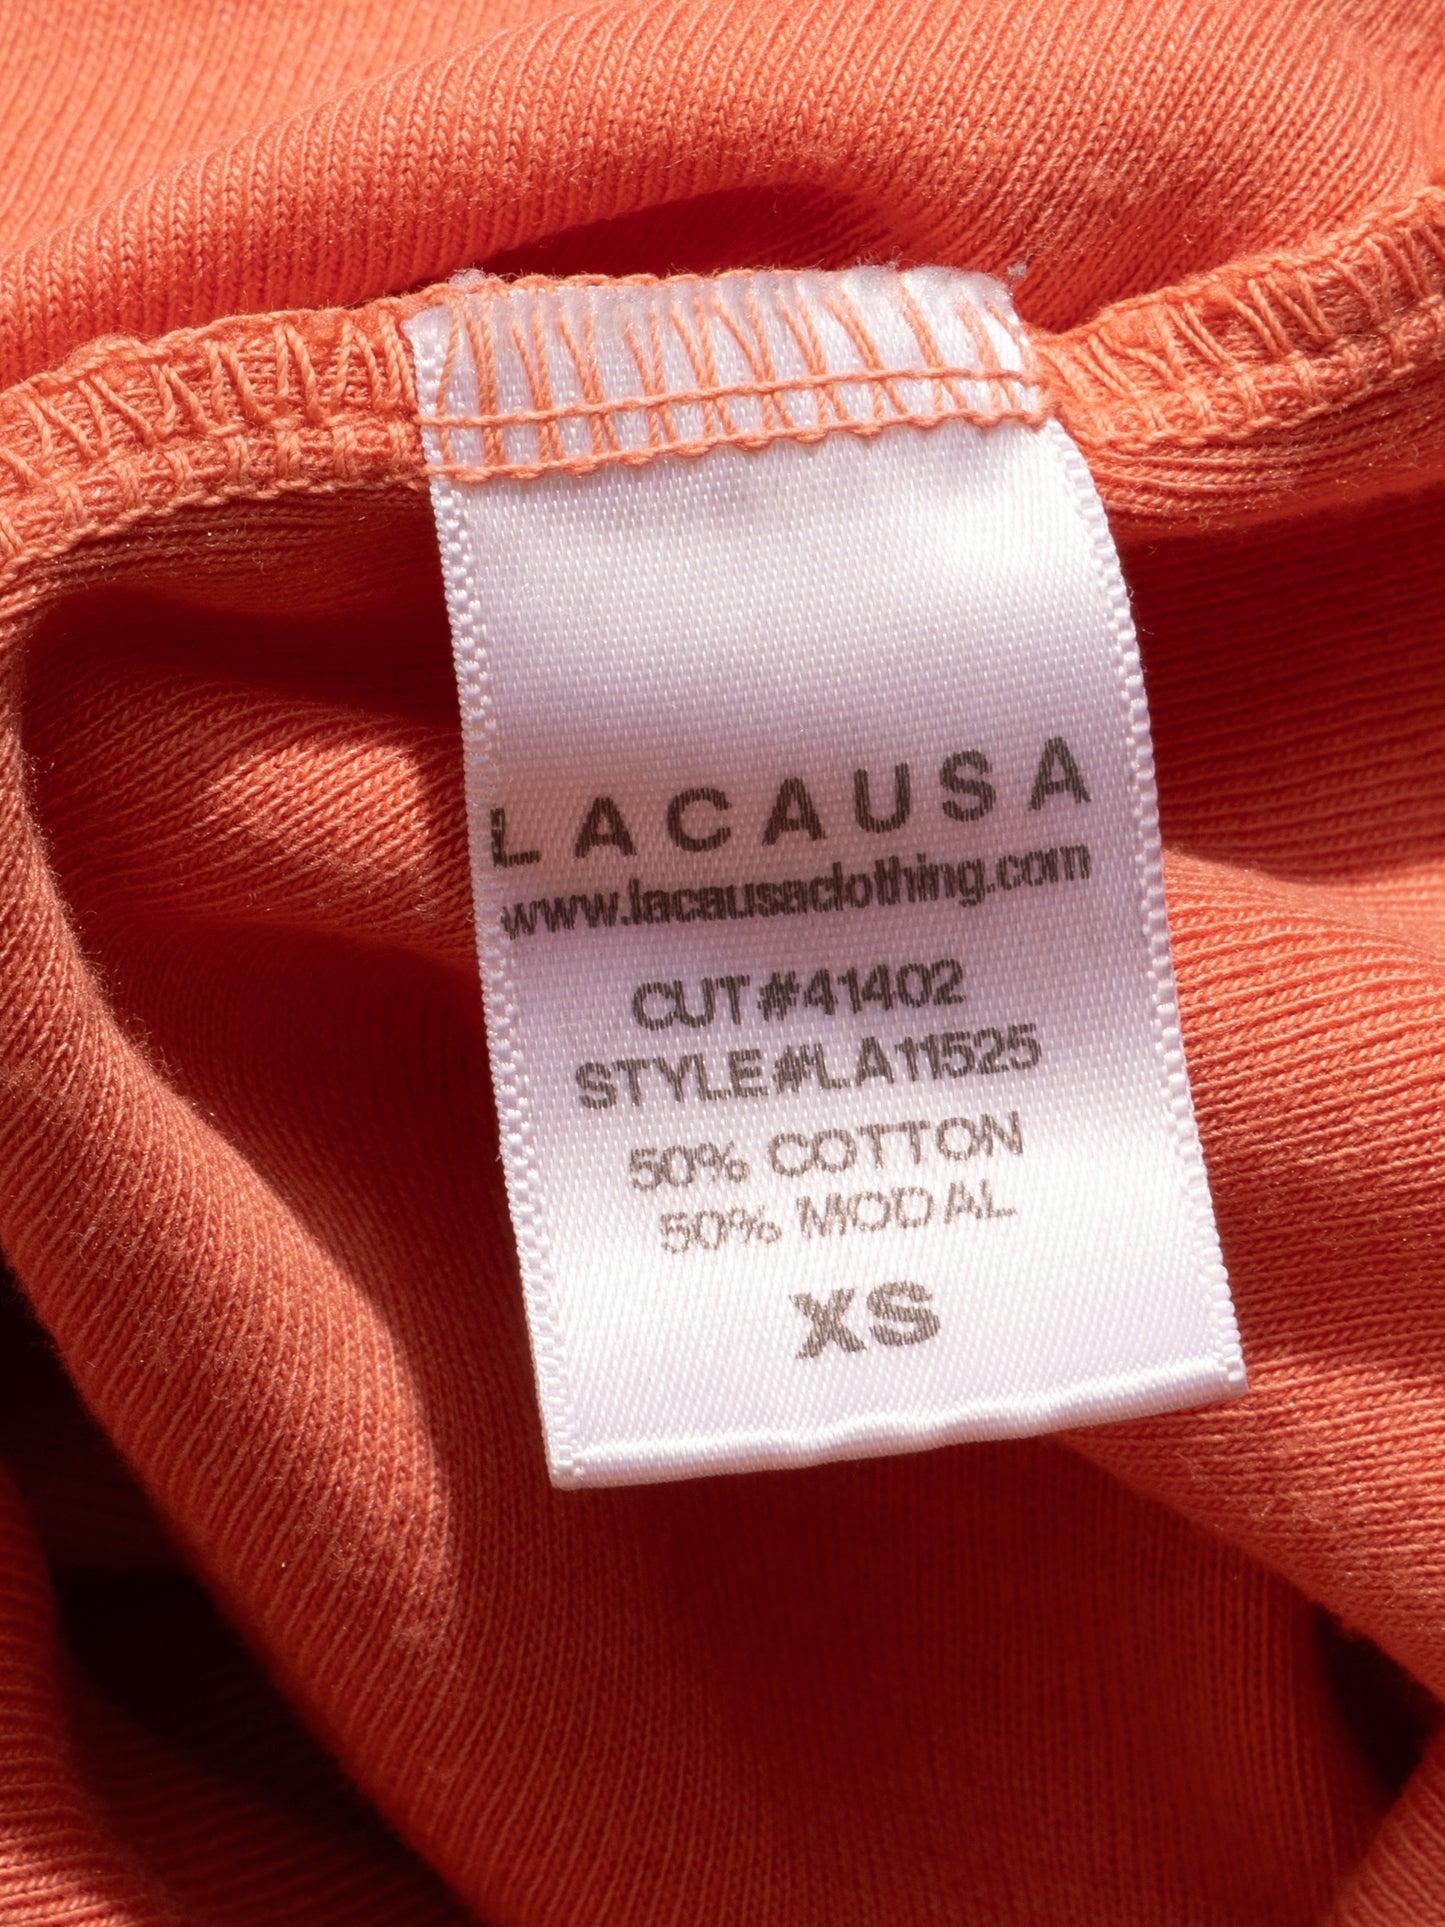 LACAUSA
www.lacausaclothing.com
CUT#41402
STYLE#LA11525
50% COTTON
50% MODAL
XS